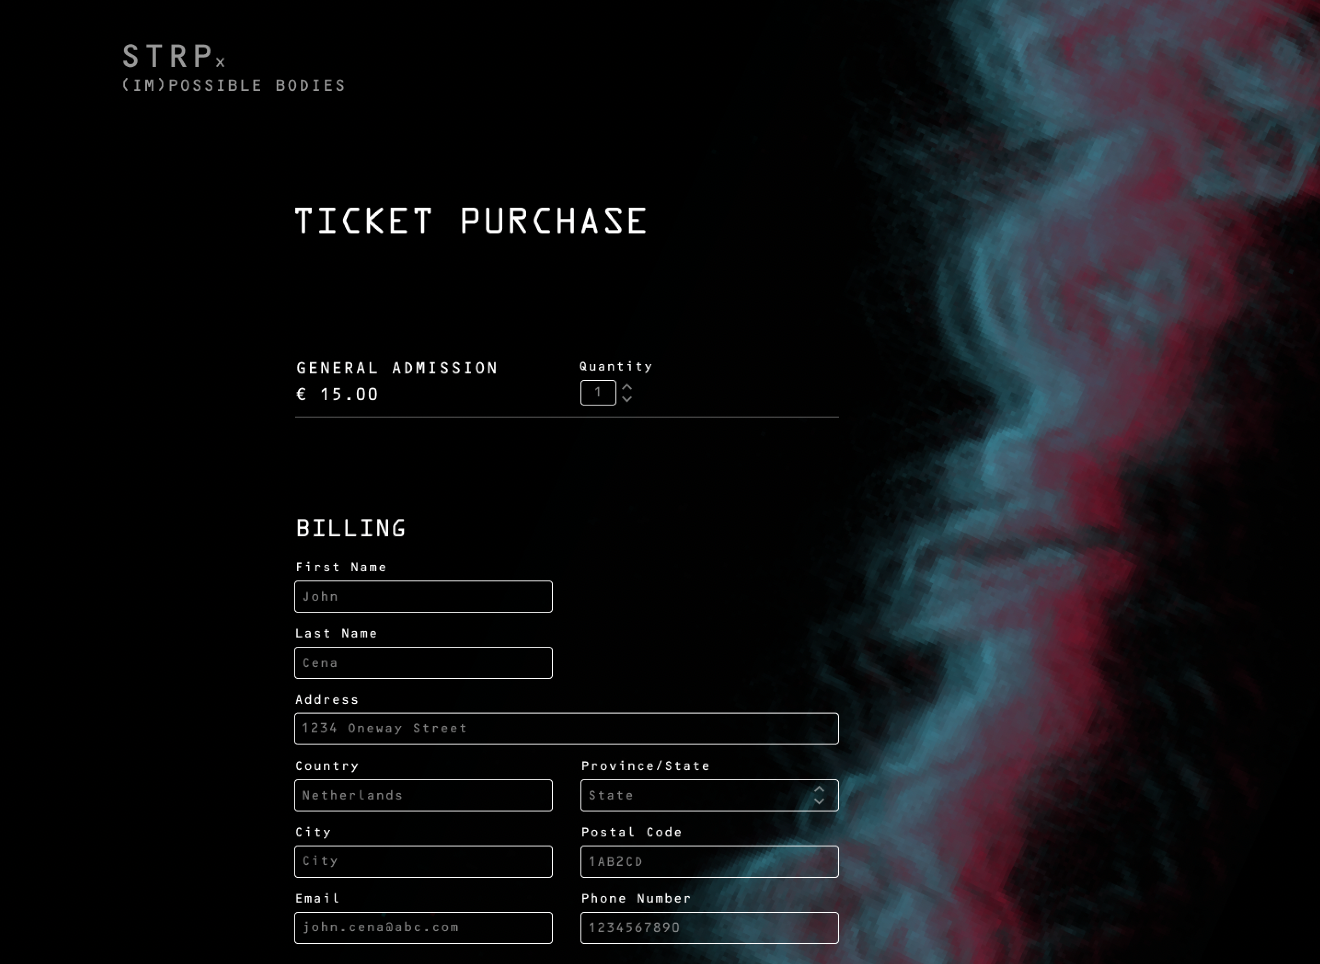 STRPx
(IM)POSSIBLE BODIES
TICKET PURCHASE
GENERAL ADMISSION
€ 15.00
Quantity
1
BILLING
First Name
John
Last Name
Cena
Address
1234 Oneway Street
Country
Netherlands
Province/State
State
City
City
Postal Code
1AB2CD
Email
john.cena@abc.com
Phone Number
1234567890